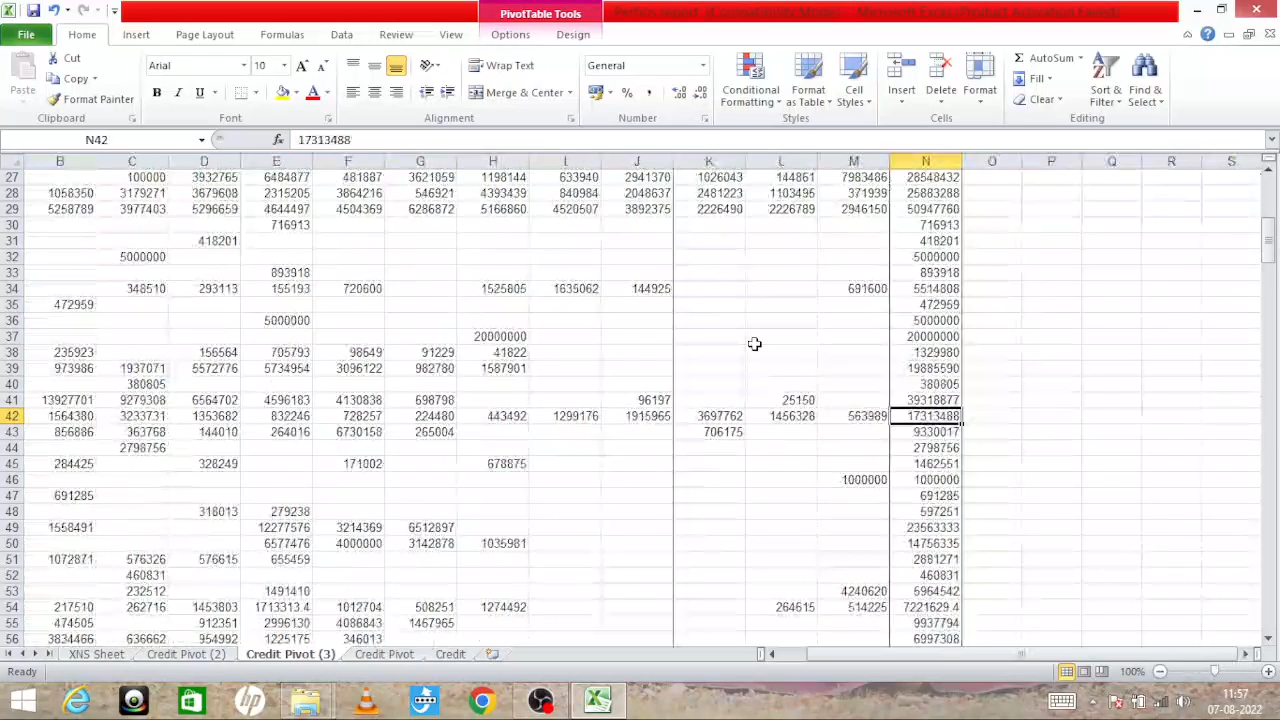 PivotTable Tools
File Home Insert Page Layout Formulas Data Review View Options Design
Paste Cut Copy Format Painter Clipboard
Arial 10 Font
Wrap Text Merge & Center Alignment
General Number
Conditional Formatting Format as Table Cell Styles Styles
Insert Delete Format Cells
AutoSum Fill Clear Sort & Filter Find & Select Editing
N42 fx 17313488
B C D E F G H I J K L M N O P Q R S
27 100000 3932765 6484877 481887 3621059 1198144 633940 2941370 1026043 144861 7983486 28548432
28 1058350 3179271 3679608 2315205 3864216 546921 4393439 840984 2048637 2481223 1103496 371939 25883288
29 5258789 3977403 5296659 4644497 4504369 6286872 5166860 4520507 3892375 2226490 2226789 2946150 50947760
30 716913 716913
31 418201 418201
32 5000000 5000000
33 893918 893918
34 348510 293113 155193 720600 1525805 1635062 144925 691600 5514808
35 472959 472959
36 5000000 5000000
37 20000000 20000000
38 235923 156564 705793 98649 91229 41822 1329980
39 973986 1937071 5572776 5734954 3096122 982780 1587901 19885590
40 380805 380805
41 13927701 9279308 6564702 4596183 4130838 698798 96197 25150 39318877
42 1564380 3233731 1353682 832246 728257 224480 443492 1299176 1915965 3697762 1456328 563989 17313488
43 856886 363768 144010 264016 6730158 265004 706175 9330017
44 2798756 2798756
45 284425 328249 171002 678875 1462551
46 1000000 1000000
47 691285 691285
48 318013 279238 597251
49 1558491 12277576 3214369 6512897 23563333
50 6577476 4000000 3142878 1035981 14756335
51 1072871 576326 576615 655459 2881271
52 460831 460831
53 232512 1491410 4240620 5964542
54 217510 262716 1453803 1713313.4 1012704 508251 1274492 264615 514225 7221629.4
55 474505 912351 2996130 4086843 1467965 9937794
56 3834466 636662 954992 1225175 346013 6997308
XNS Sheet Credit Pivot (2) Credit Pivot (3) Credit Pivot Credit
Ready 100%
11:57
07-08-2022